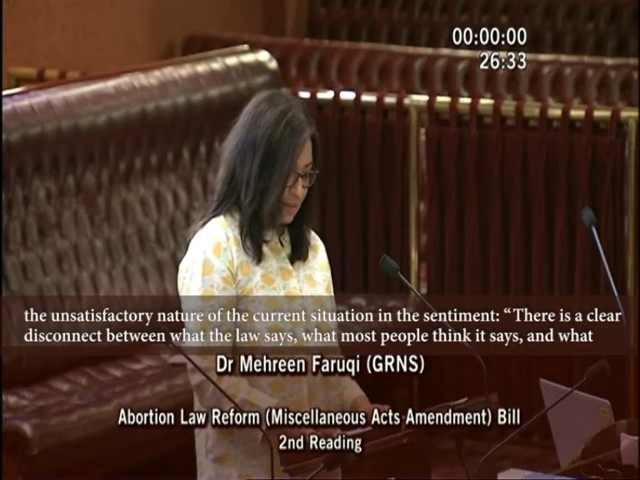 00:00:00
26:33
the unsatisfactory nature of the current situation in the sentiment: “There is a clear
disconnect between what the law says, what most people think it says, and what
Dr Mehreen Faruqi (GRNS)
Abortion Law Reform (Miscellaneous Acts Amendment) Bill
2nd Reading